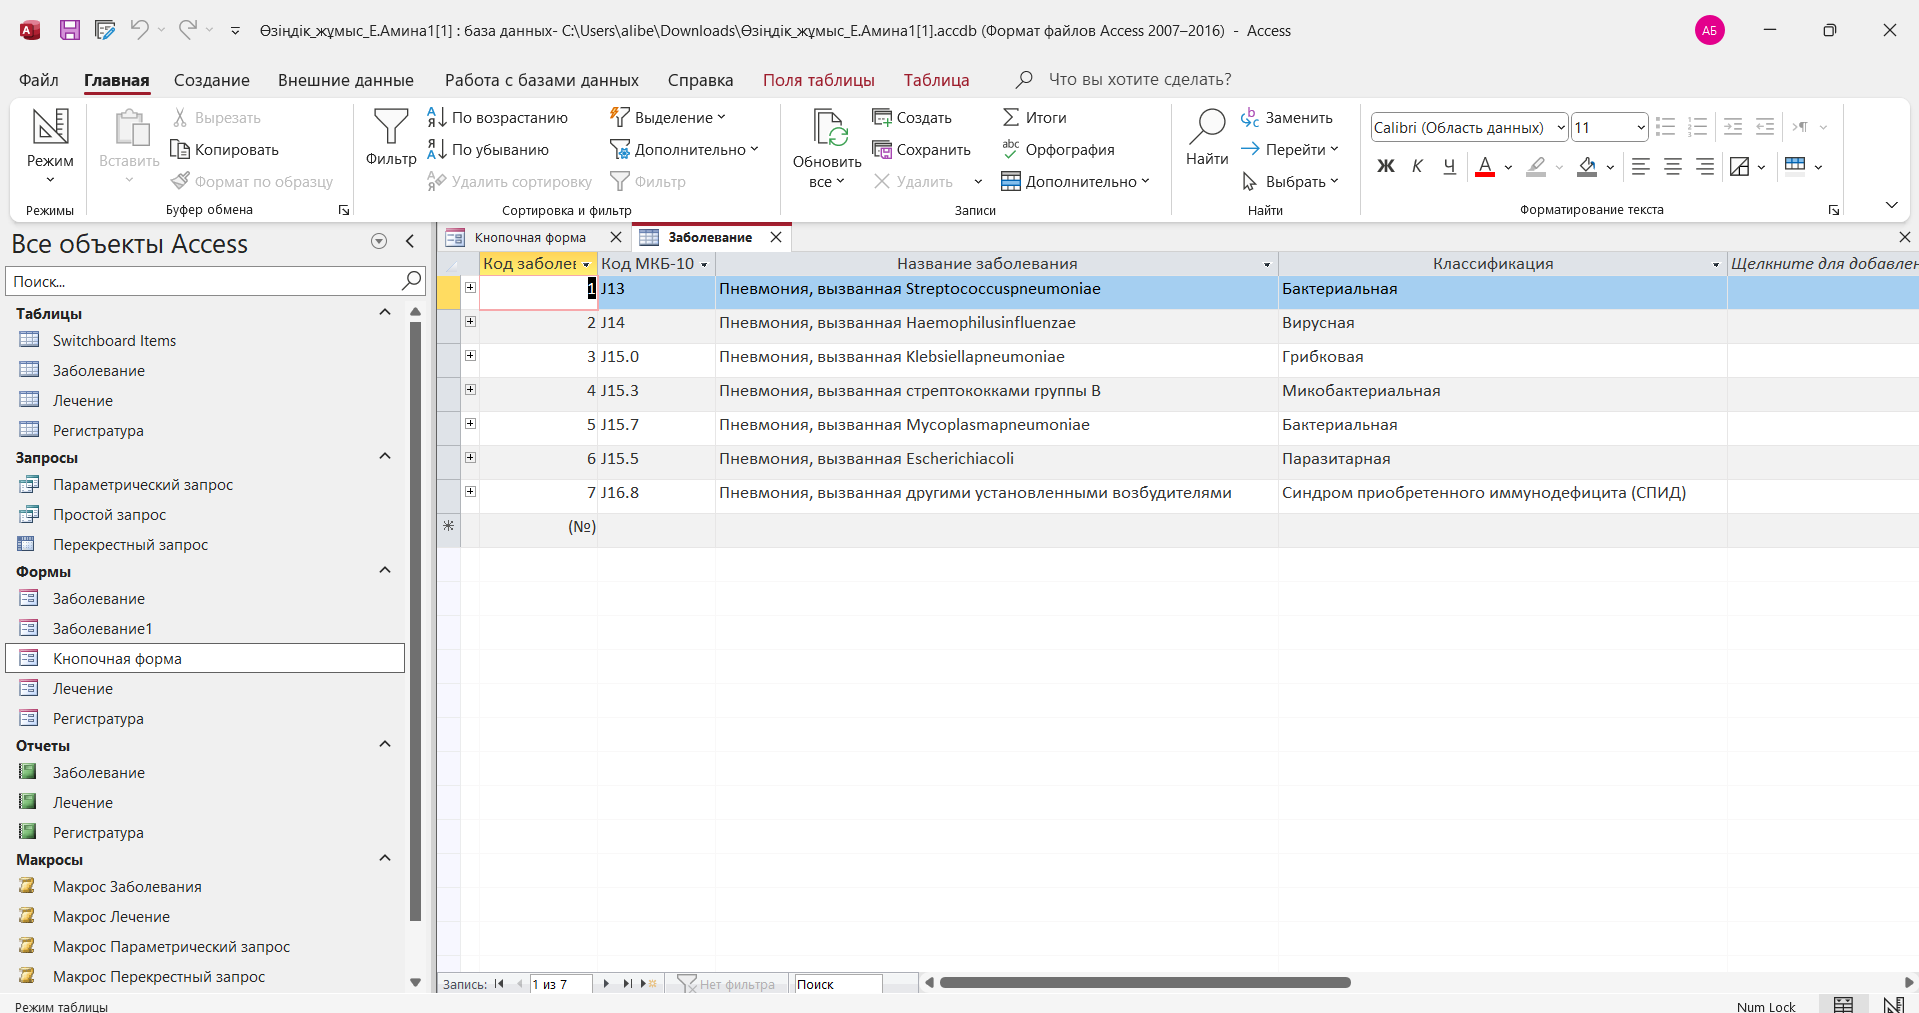 Өзіңдік_жұмыс_Е.Амина1[1] : база данных- C:\Users\alibe\Downloads\Өзіңдік_жұмыс_Е.Амина1[1].accdb (Формат файлов Access 2007–2016) - Access
АБ
Файл Главная Создание Внешние данные Работа с базами данных Справка Поля таблицы Таблица Что вы хотите сделать?
Режим
Режимы
Вставить
Вырезать
Копировать
Формат по образцу
Буфер обмена
Фильтр
По возрастанию
По убыванию
Удалить сортировку
Выделение
Дополнительно
Фильтр
Сортировка и фильтр
Обновить
все
Создать
Сохранить
Удалить
Итоги
Орфография
Дополнительно
Записи
Найти
Заменить
Перейти
Выбрать
Найти
Calibri (Область данных) 11
Ж К Ч А
Форматирование текста
Все объекты Access
Поиск...
Таблицы
Switchboard Items
Заболевание
Лечение
Регистратура
Запросы
Параметрический запрос
Простой запрос
Перекрестный запрос
Формы
Заболевание
Заболевание1
Кнопочная форма
Лечение
Регистратура
Отчеты
Заболевание
Лечение
Регистратура
Макросы
Макрос Заболевания
Макрос Лечение
Макрос Параметрический запрос
Макрос Перекрестный запрос
Кнопочная форма Заболевание
Код заболев Код МКБ-10 Название заболевания Классификация Щелкните для добавлен
1 J13 Пневмония, вызванная Streptococcuspneumoniae Бактериальная
2 J14 Пневмония, вызванная Haemophilusinfluenzae Вирусная
3 J15.0 Пневмония, вызванная Klebsiellapneumoniae Грибковая
4 J15.3 Пневмония, вызванная стрептококками группы В Микобактериальная
5 J15.7 Пневмония, вызванная Mycoplasmapneumoniae Бактериальная
6 J15.5 Пневмония, вызванная Escherichiacoli Паразитарная
7 J16.8 Пневмония, вызванная другими установленными возбудителями Синдром приобретенного иммунодефицита (СПИД)
(№)
Запись: 1 из 7 Нет фильтра Поиск
Режим таблицы
Num Lock